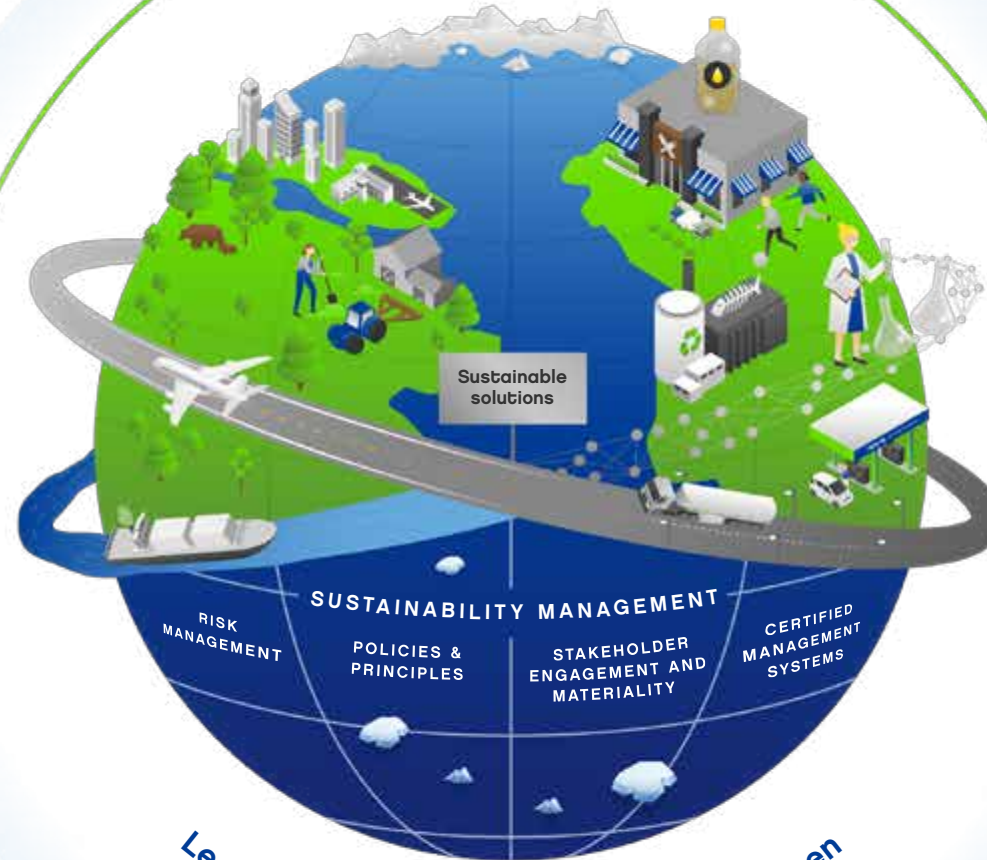 Sustainable
solutions
SUSTAINABILITY MANAGEMENT
RISK
MANAGEMENT
POLICIES &
PRINCIPLES
STAKEHOLDER
ENGAGEMENT AND
MATERIALITY
CERTIFIED
MANAGEMENT
SYSTEMS